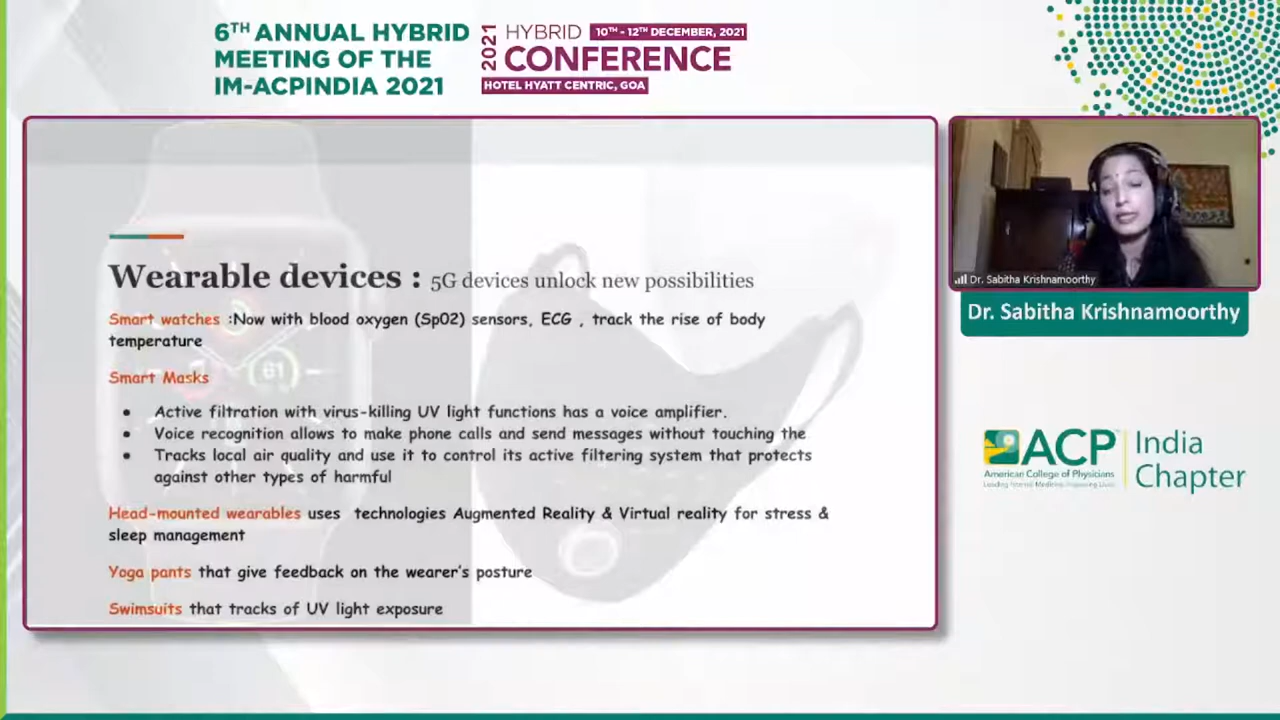 6TH ANNUAL HYBRID
MEETING OF THE
IM-ACPINDIA 2021
2021
HYBRID 10TH - 12TH DECEMBER, 2021
CONFERENCE
HOTEL HYATT CENTRIC, GOA
Wearable devices : 5G devices unlock new possibilities
Smart watches :Now with blood oxygen (Sp02) sensors, ECG , track the rise of body
temperature
61
Smart Masks
● Active filtration with virus-killing UV light functions has a voice amplifier.
● Voice recognition allows to make phone calls and send messages without touching the
● Tracks local air quality and use it to control its active filtering system that protects
against other types of harmful
Head-mounted wearables uses technologies Augmented Reality & Virtual reality for stress &
sleep management
Yoga pants that give feedback on the wearer's posture
Swimsuits that tracks of UV light exposure
Dr. Sabitha Krishnamoorthy
Dr. Sabitha Krishnamoorthy
ACP
American College of Physicians
Leading Internal Medicine, Improving Lives
India
Chapter